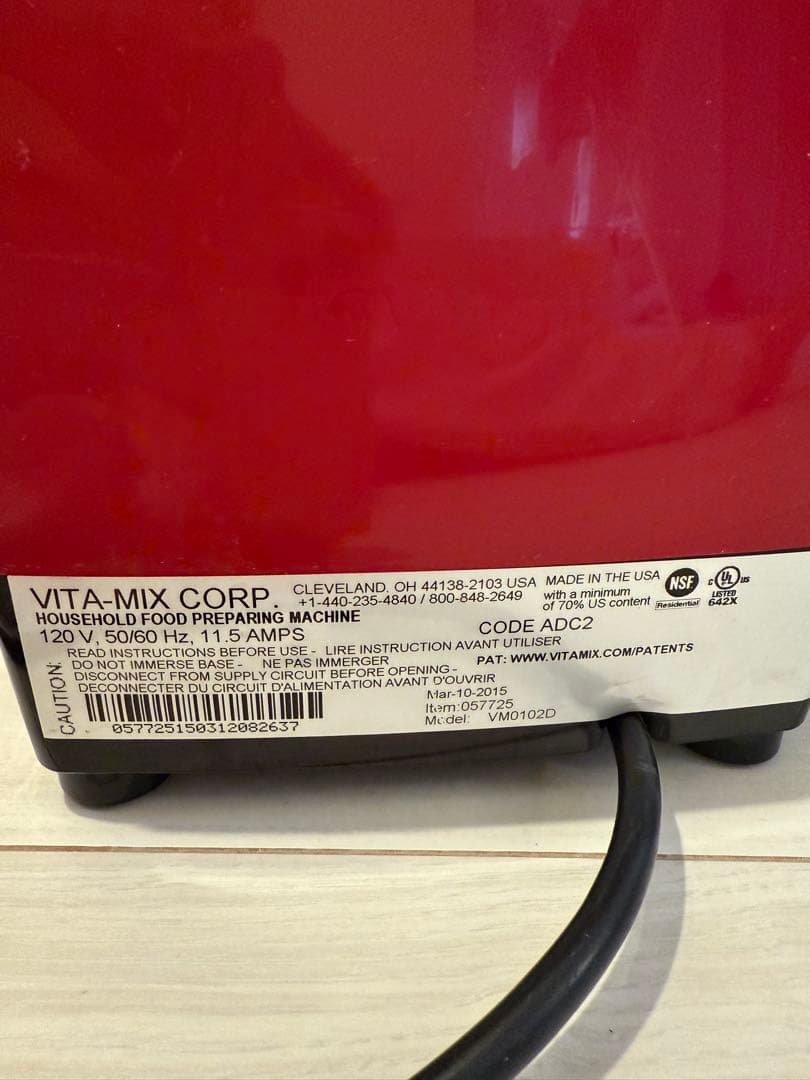 VITA-MIX CORP.
CLEVELAND, OH 44138-2103 USA
+1-440-235-4840 / 800-848-2649
MADE IN THE USA
with a minimum
of 70% US content
NSF
Residential
C UL US
LISTED
642X
HOUSEHOLD FOOD PREPARING MACHINE
120 V, 50/60 Hz, 11.5 AMPS
CODE ADC2
CAUTION:
READ INSTRUCTIONS BEFORE USE - LIRE INSTRUCTION AVANT UTILISER
DO NOT IMMERSE BASE - NE PAS IMMERGER
PAT: WWW.VITAMIX.COM/PATENTS
DISCONNECT FROM SUPPLY CIRCUIT BEFORE OPENING -
DECONNECTER DU CIRCUIT D'ALIMENTATION AVANT D'OUVRIR
057725150312082637
Mar-10-2015
Item:057725
Model: VM0102D